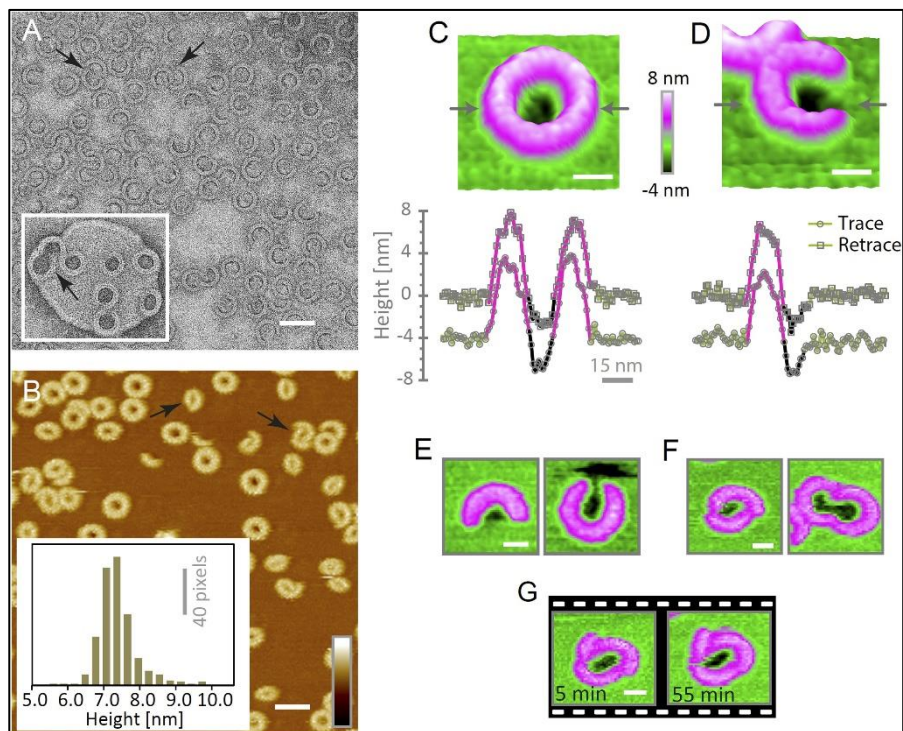 A
B
40 pixels
5.0 6.0 7.0 8.0 9.0 10.0
Height [nm]
C
D
8 nm
-4 nm
8
4
0
-4
-8
Height [nm]
15 nm
Trace
Retrace
E
F
G
5 min
55 min